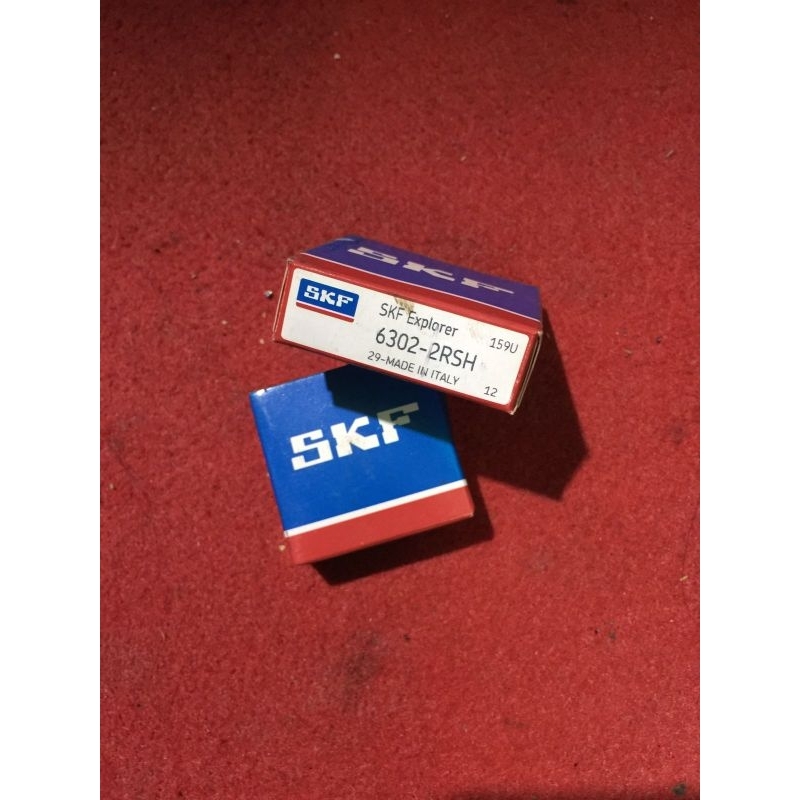 SKF
SKF
SKF Explorer
159U
6302-2RSH
29-MADE IN ITALY
12
SKF